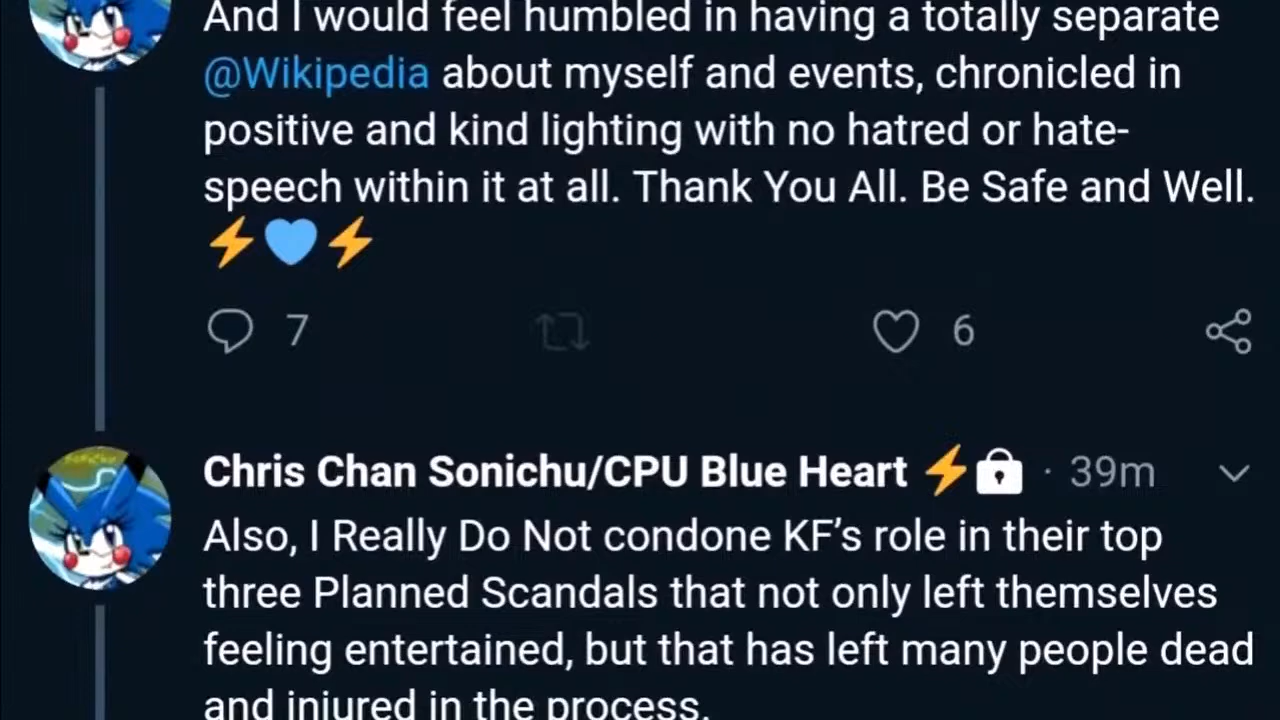 And I would feel humbled in having a totally separate
@Wikipedia about myself and events, chronicled in
positive and kind lighting with no hatred or hate-
speech within it at all. Thank You All. Be Safe and Well.
⚡💙⚡
7 6
Chris Chan Sonichu/CPU Blue Heart ⚡🔒 · 39m
Also, I Really Do Not condone KF’s role in their top
three Planned Scandals that not only left themselves
feeling entertained, but that has left many people dead
and injured in the process.